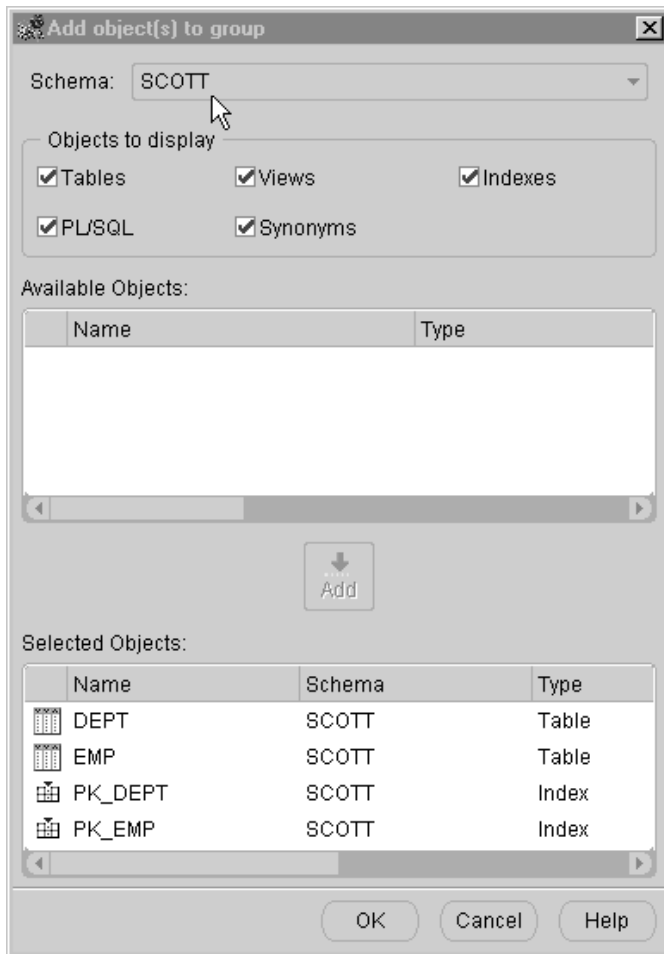 Add object(s) to group
Schema: SCOTT
Objects to display
Tables Views Indexes
PL/SQL Synonyms
Available Objects:
Name Type
Add
Selected Objects:
Name Schema Type
DEPT SCOTT Table
EMP SCOTT Table
PK_DEPT SCOTT Index
PK_EMP SCOTT Index
OK Cancel Help